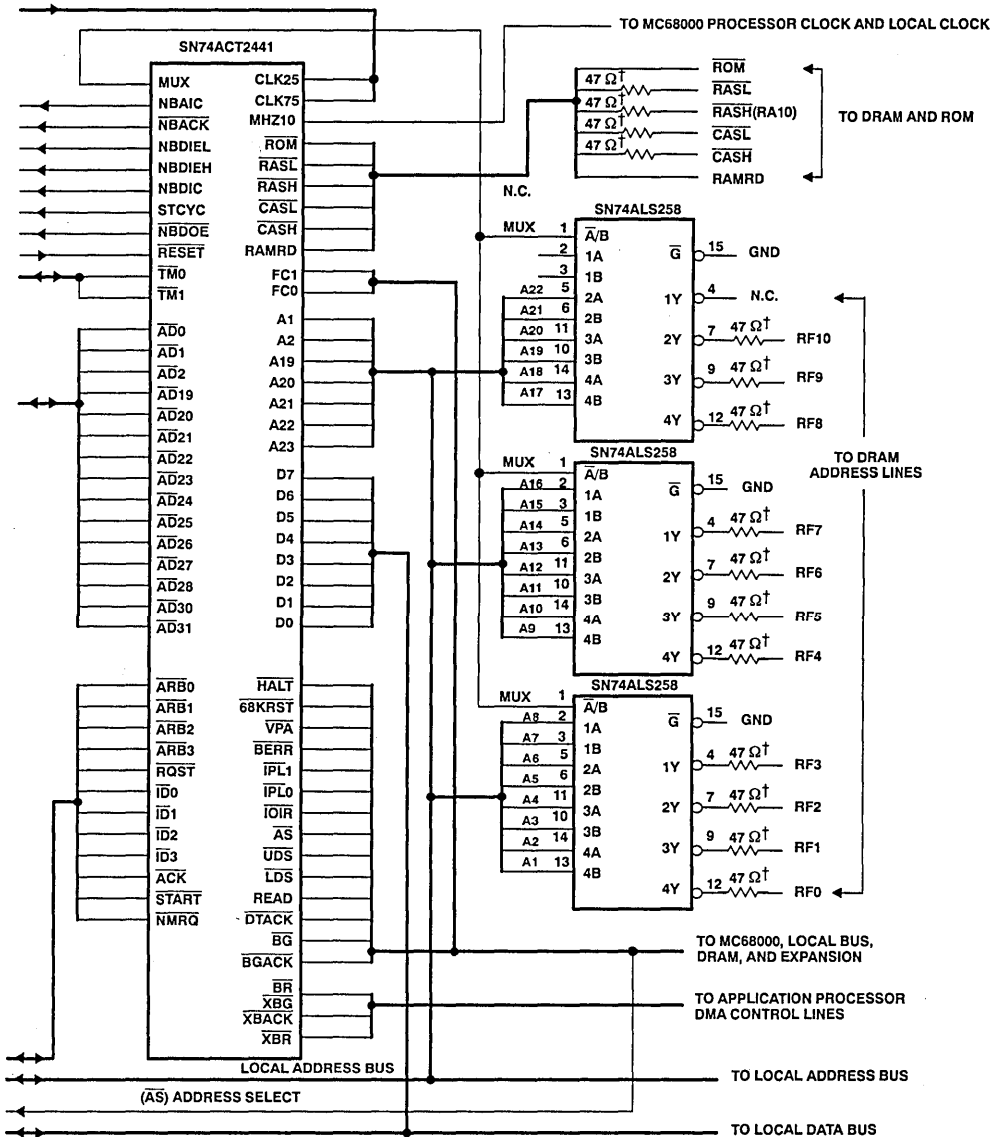 TO MC68000 PROCESSOR CLOCK AND LOCAL CLOCK
SN74ACT2441
MUX
NBAIC
NBACK
NBDIEL
NBDIEH
NBDIC
STCYC
NBDOE
RESET
TM0
TM1
AD0
AD1
AD2
AD19
AD20
AD21
AD22
AD23
AD24
AD25
AD26
AD27
AD28
AD30
AD31
ARB0
ARB1
ARB2
ARB3
RQST
ID0
ID1
ID2
ID3
ACK
START
NMRQ
CLK25
CLK75
MHZ10
ROM
RASL
RASH
CASL
CASH
RAMRD
FC1
FC0
A1
A2
A19
A20
A21
A22
A23
D7
D6
D5
D4
D3
D2
D1
D0
HALT
68KRST
VPA
BERR
IPL1
IPL0
IOIR
AS
UDS
LDS
READ
DTACK
BG
BGACK
BR
XBG
XBACK
XBR
ROM
47 Ω† RASL
47 Ω† RASH(RA10)
47 Ω† CASL
47 Ω† CASH
RAMRD
TO DRAM AND ROM
N.C.
SN74ALS258
MUX 1 A/B
2 1A
3 1B
A22 5 2A
A21 6 2B
A20 11 3A
A19 10 3B
A18 14 4A
A17 13 4B
G 15 GND
1Y 4 N.C.
2Y 7 47 Ω† RF10
3Y 9 47 Ω† RF9
4Y 12 47 Ω† RF8
TO DRAM
ADDRESS LINES
SN74ALS258
MUX 1 A/B
A16 2 1A
A15 3 1B
A14 5 2A
A13 6 2B
A12 11 3A
A11 10 3B
A10 14 4A
A9 13 4B
G 15 GND
1Y 4 47 Ω† RF7
2Y 7 47 Ω† RF6
3Y 9 47 Ω† RF5
4Y 12 47 Ω† RF4
SN74ALS258
MUX 1 A/B
A8 2 1A
A7 3 1B
A6 5 2A
A5 6 2B
A4 11 3A
A3 10 3B
A2 14 4A
A1 13 4B
G 15 GND
1Y 4 47 Ω† RF3
2Y 7 47 Ω† RF2
3Y 9 47 Ω† RF1
4Y 12 47 Ω† RF0
TO MC68000, LOCAL BUS,
DRAM, AND EXPANSION
TO APPLICATION PROCESSOR
DMA CONTROL LINES
LOCAL ADDRESS BUS
TO LOCAL ADDRESS BUS
(AS) ADDRESS SELECT
TO LOCAL DATA BUS